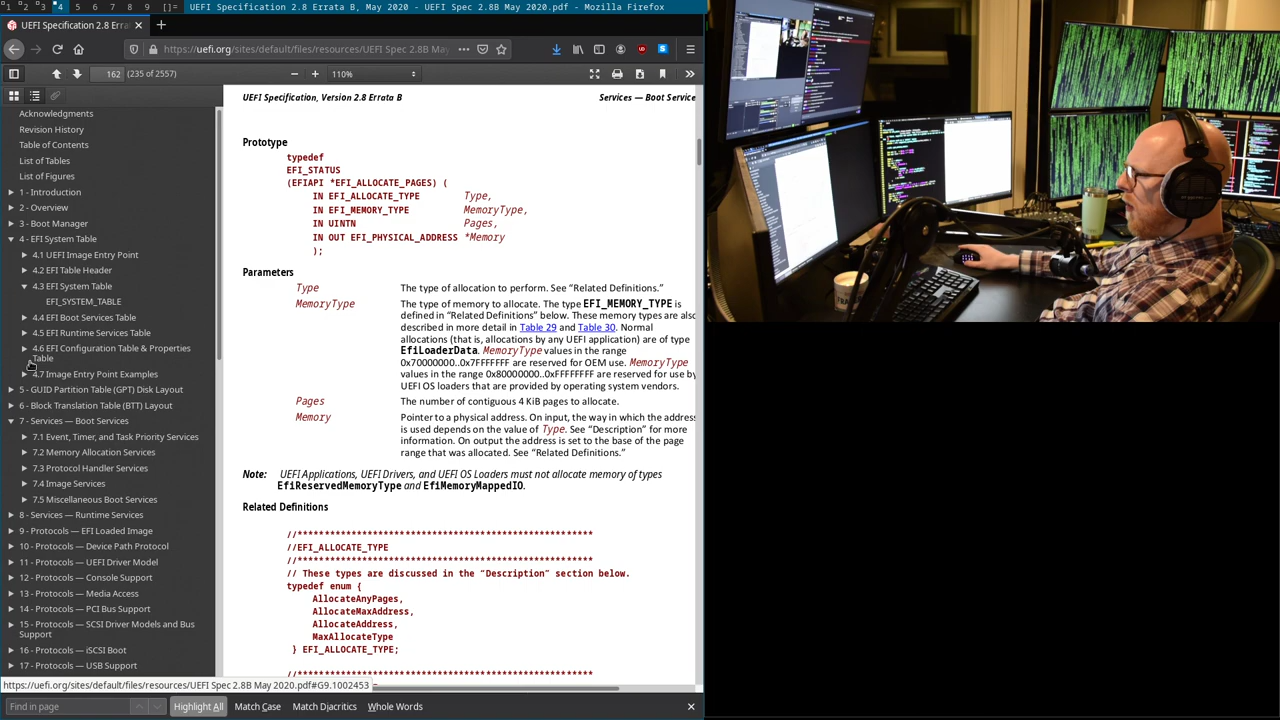 1 2 3 4 5 6 7 8 9 []= UEFI Specification 2.8 Errata B, May 2020 - UEFI Spec 2.8B May 2020.pdf - Mozilla Firefox
UEFI Specification 2.8 Erra
https://uefi.org/sites/default/files/resources/UEFI Spec 2.8B May
162 (235 of 2557) 110%
Acknowledgments
Revision History
Table of Contents
List of Tables
List of Figures
1 - Introduction
2 - Overview
3 - Boot Manager
4 - EFI System Table
4.1 UEFI Image Entry Point
4.2 EFI Table Header
4.3 EFI System Table
EFI_SYSTEM_TABLE
4.4 EFI Boot Services Table
4.5 EFI Runtime Services Table
4.6 EFI Configuration Table & Properties
Table
4.7 Image Entry Point Examples
5 - GUID Partition Table (GPT) Disk Layout
6 - Block Translation Table (BTT) Layout
7 - Services — Boot Services
7.1 Event, Timer, and Task Priority Services
7.2 Memory Allocation Services
7.3 Protocol Handler Services
7.4 Image Services
7.5 Miscellaneous Boot Services
8 - Services — Runtime Services
9 - Protocols — EFI Loaded Image
10 - Protocols — Device Path Protocol
11 - Protocols — UEFI Driver Model
12 - Protocols — Console Support
13 - Protocols — Media Access
14 - Protocols — PCI Bus Support
15 - Protocols — SCSI Driver Models and Bus
Support
16 - Protocols — iSCSI Boot
17 - Protocols — USB Support
UEFI Specification, Version 2.8 Errata B Services — Boot Service
Prototype
typedef
EFI_STATUS
(EFIAPI *EFI_ALLOCATE_PAGES) (
IN EFI_ALLOCATE_TYPE Type,
IN EFI_MEMORY_TYPE MemoryType,
IN UINTN Pages,
IN OUT EFI_PHYSICAL_ADDRESS *Memory
);
Parameters
Type The type of allocation to perform. See “Related Definitions.”
MemoryType The type of memory to allocate. The type EFI_MEMORY_TYPE is
defined in “Related Definitions” below. These memory types are also
described in more detail in Table 29 and Table 30. Normal
allocations (that is, allocations by any UEFI application) are of type
EfiLoaderData. MemoryType values in the range
0x70000000..0x7FFFFFFF are reserved for OEM use. MemoryType
values in the range 0x80000000..0xFFFFFFFF are reserved for use by
UEFI OS loaders that are provided by operating system vendors.
Pages The number of contiguous 4 KiB pages to allocate.
Memory Pointer to a physical address. On input, the way in which the address
is used depends on the value of Type. See “Description” for more
information. On output the address is set to the base of the page
range that was allocated. See “Related Definitions.”
Note: UEFI Applications, UEFI Drivers, and UEFI OS Loaders must not allocate memory of types
EfiReservedMemoryType and EfiMemoryMappedIO.
Related Definitions
//*******************************************************
//EFI_ALLOCATE_TYPE
//*******************************************************
// These types are discussed in the “Description” section below.
typedef enum {
AllocateAnyPages,
AllocateMaxAddress,
AllocateAddress,
MaxAllocateType
} EFI_ALLOCATE_TYPE;
//*******************************************************
https://uefi.org/sites/default/files/resources/UEFI Spec 2.8B May 2020.pdf#G9.1002453
Find in page Highlight All Match Case Match Diacritics Whole Words